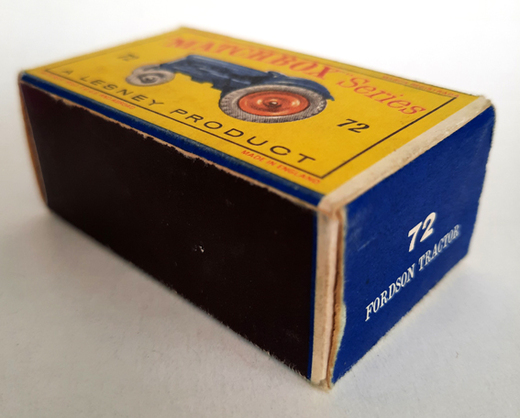 MATCHBOX Series
72
A LESNEY PRODUCT
MADE IN ENGLAND
72
FORDSON TRACTOR